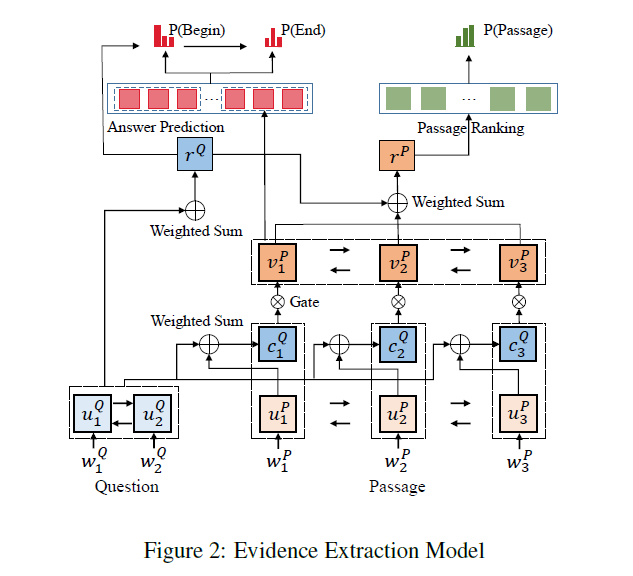 P(Begin) P(End) P(Passage)
... ...
Answer Prediction Passage Ranking
r^Q r^P
Weighted Sum
Weighted Sum
v_1^P v_2^P v_3^P
Gate
Weighted Sum
c_1^Q c_2^Q c_3^Q
u_1^Q u_2^Q u_1^P u_2^P u_3^P
w_1^Q w_2^Q w_1^P w_2^P w_3^P
Question Passage
Figure 2: Evidence Extraction Model